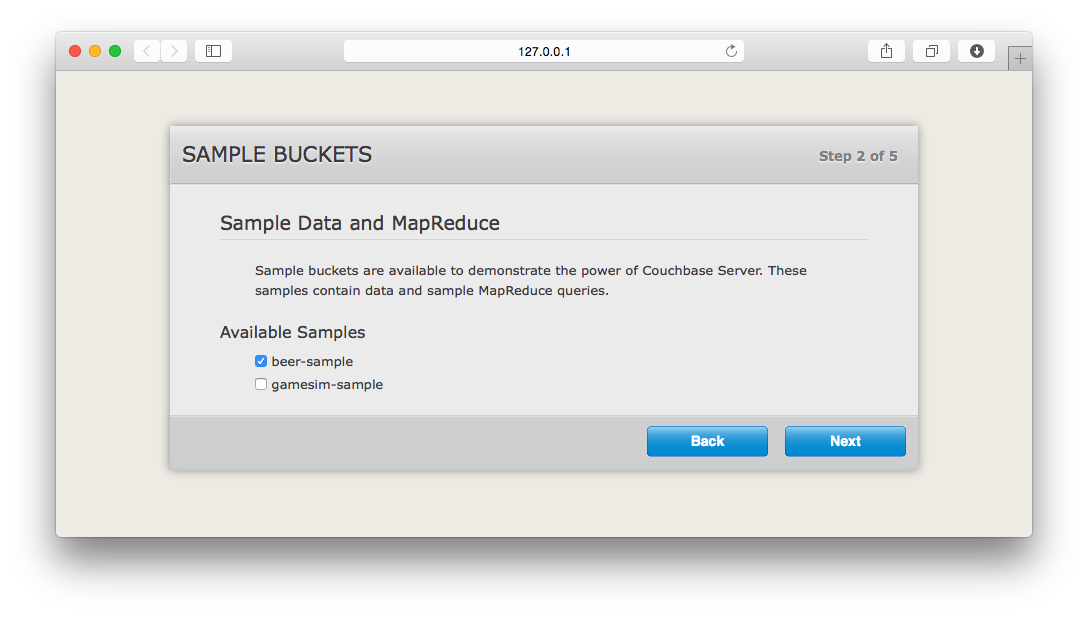 127.0.0.1
SAMPLE BUCKETS
Step 2 of 5
Sample Data and MapReduce
Sample buckets are available to demonstrate the power of Couchbase Server. These
samples contain data and sample MapReduce queries.
Available Samples
beer-sample
gamesim-sample
Back
Next